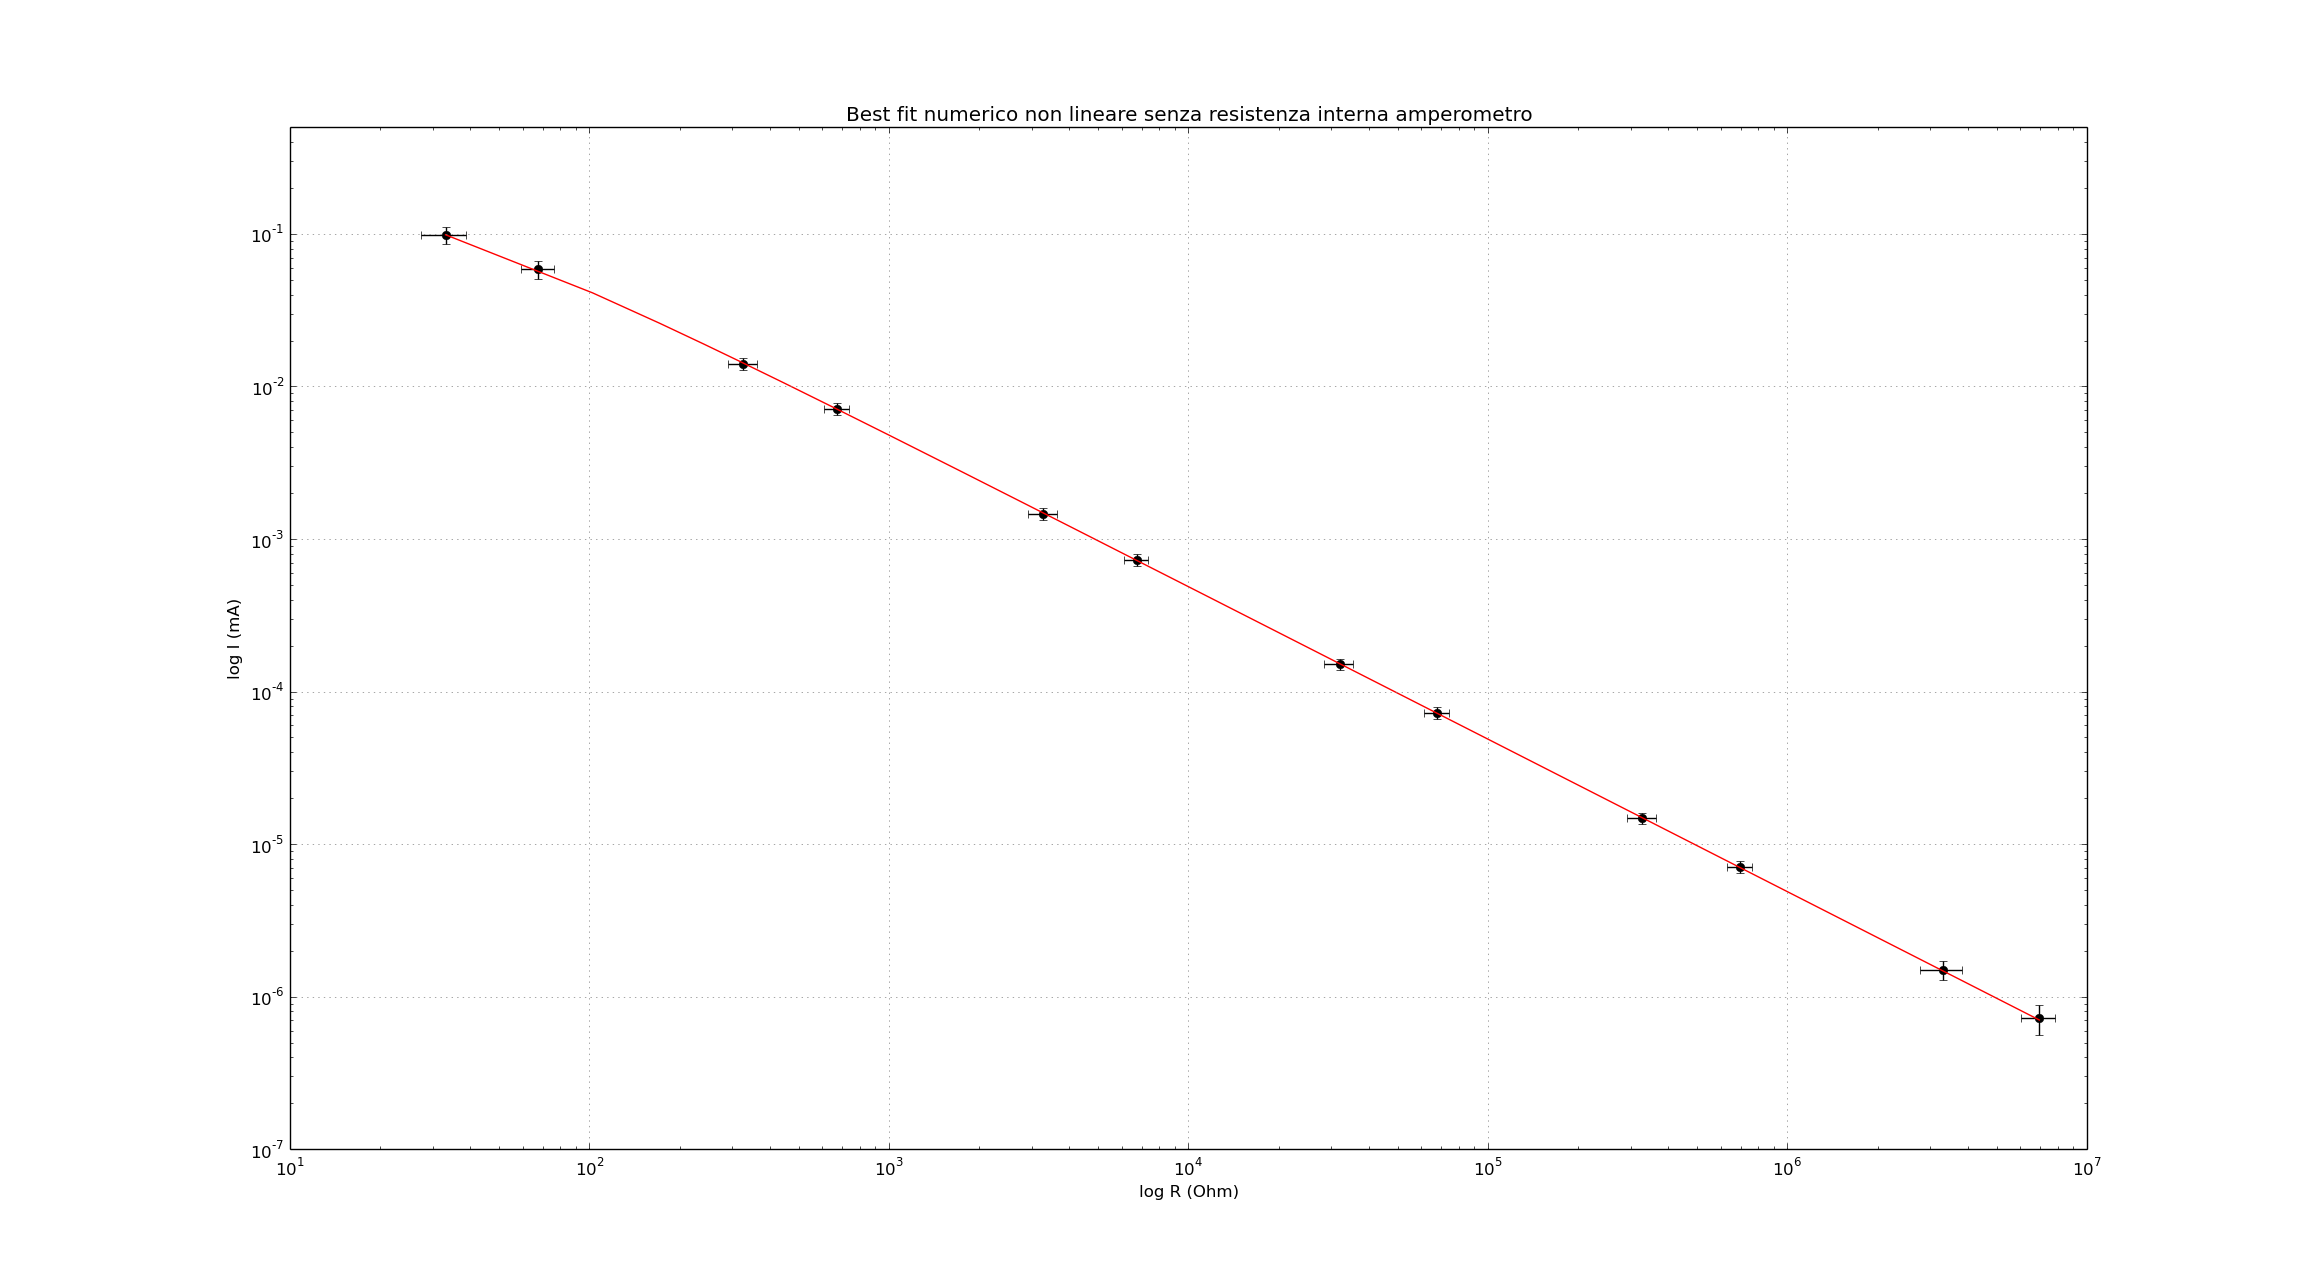 Best fit numerico non lineare senza resistenza interna amperometro
10^-1
10^-2
10^-3
10^-4
10^-5
10^-6
10^-7
log I (mA)
10^1 10^2 10^3 10^4 10^5 10^6 10^7
log R (Ohm)